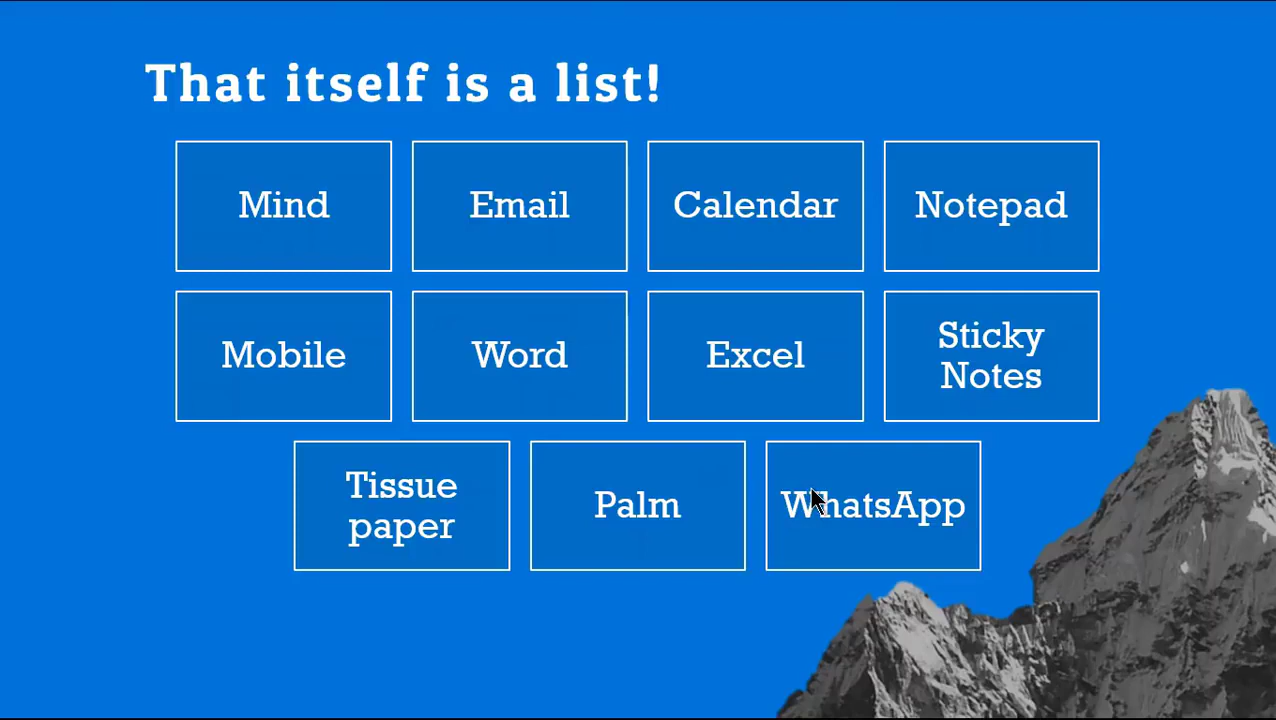 That itself is a list!
Mind
Email
Calendar
Notepad
Mobile
Word
Excel
Sticky
Notes
Tissue
paper
Palm
WhatsApp